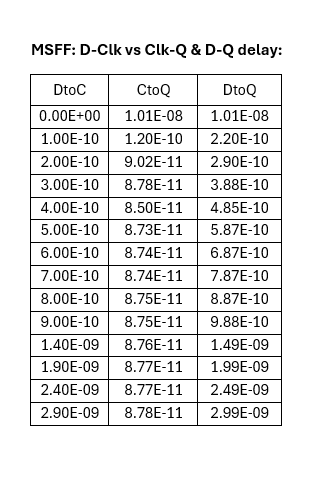 MSFF: D-Clk vs Clk-Q & D-Q delay:
DtoC CtoQ DtoQ
0.00E+00 1.01E-08 1.01E-08
1.00E-10 1.20E-10 2.20E-10
2.00E-10 9.02E-11 2.90E-10
3.00E-10 8.78E-11 3.88E-10
4.00E-10 8.50E-11 4.85E-10
5.00E-10 8.73E-11 5.87E-10
6.00E-10 8.74E-11 6.87E-10
7.00E-10 8.74E-11 7.87E-10
8.00E-10 8.75E-11 8.87E-10
9.00E-10 8.75E-11 9.88E-10
1.40E-09 8.76E-11 1.49E-09
1.90E-09 8.77E-11 1.99E-09
2.40E-09 8.77E-11 2.49E-09
2.90E-09 8.78E-11 2.99E-09